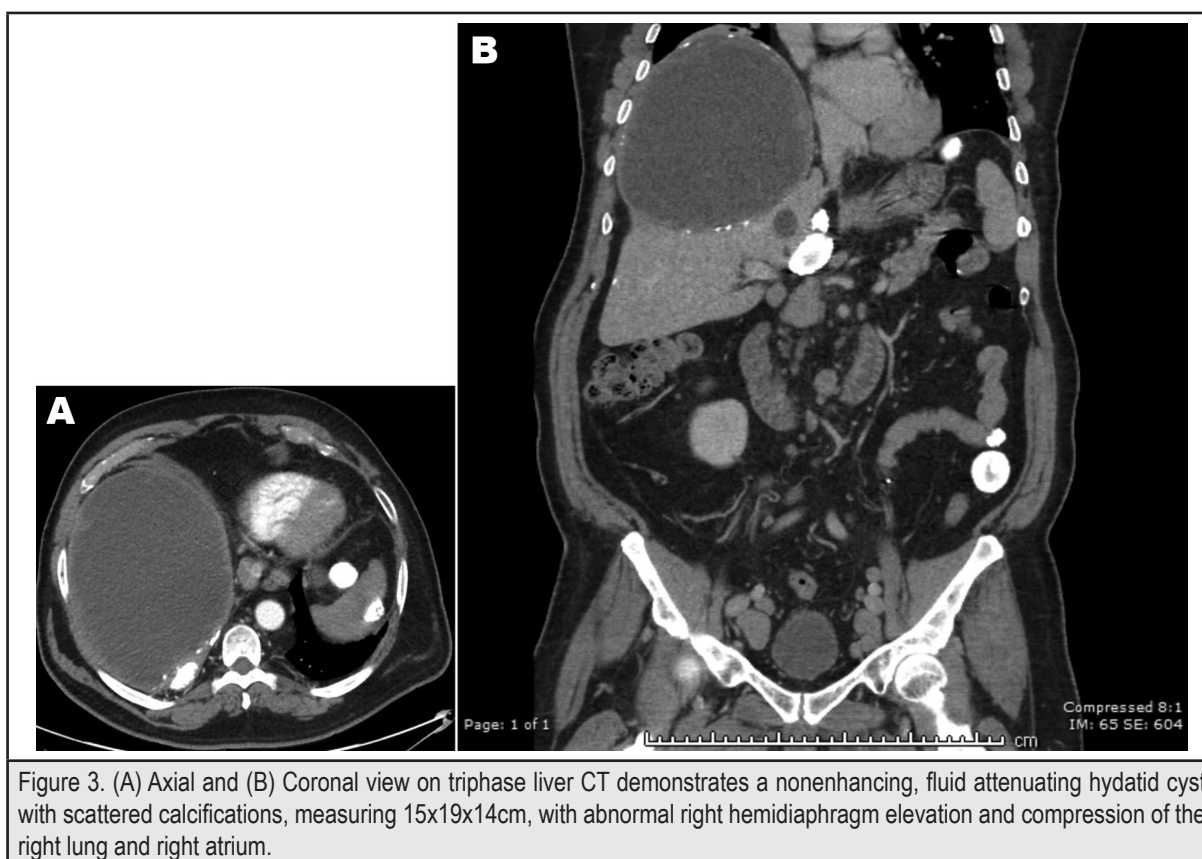 B
A
Page: 1 of 1
Compressed 8:1
IM: 65 SE: 604
cm
Figure 3. (A) Axial and (B) Coronal view on triphase liver CT demonstrates a nonenhancing, fluid attenuating hydatid cyst
with scattered calcifications, measuring 15x19x14cm, with abnormal right hemidiaphragm elevation and compression of the
right lung and right atrium.